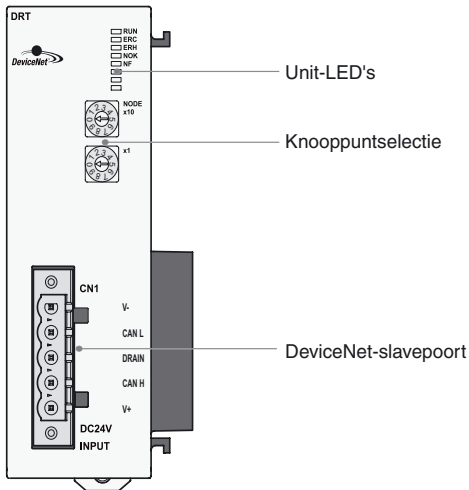 DRT
RUN
ERC
ERH
NOK
NF
DeviceNet
Unit-LED's
NODE
x10
Knooppuntselectie
x1
CN1
V-
CAN L
DRAIN
DeviceNet-slavepoort
CAN H
V+
DC24V
INPUT